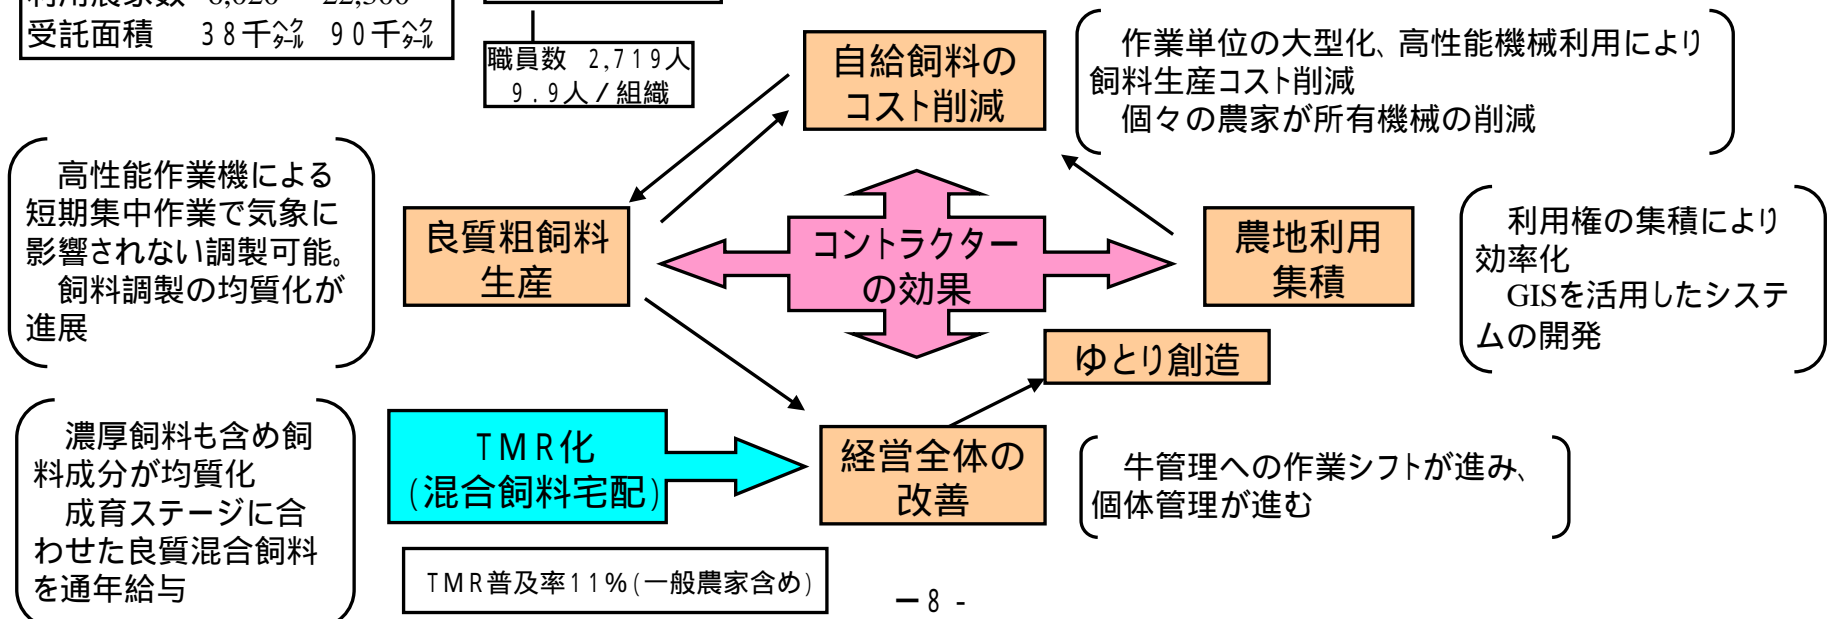 受託面積 38千ヘクタール 90千ヘクタール
職員数 2,719人
9.9人/組織
自給飼料の
コスト削減
作業単位の大型化、高性能機械利用により
飼料生産コスト削減
個々の農家が所有機械の削減
高性能作業機による
短期集中作業で気象に
影響されない調製可能。
飼料調製の均質化が
進展
良質粗飼料
生産
コントラクター
の効果
農地利用
集積
利用権の集積により
効率化
GISを活用したシステ
ムの開発
ゆとり創造
濃厚飼料も含め飼
料成分が均質化
成育ステージに合
わせた良質混合飼料
を通年給与
TMR化
(混合飼料宅配)
経営全体の
改善
牛管理への作業シフトが進み、
個体管理が進む
TMR普及率11%(一般農家含め)
ー8-